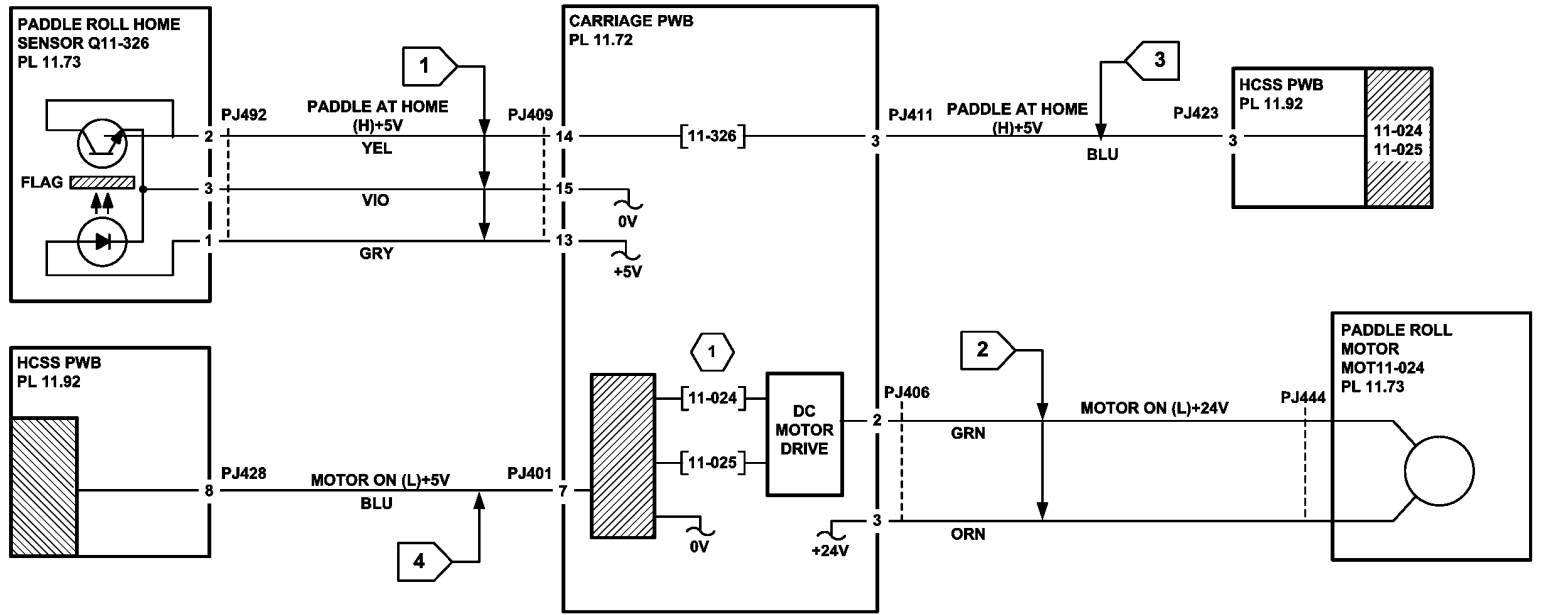 PADDLE ROLL HOME
SENSOR Q11-326
PL 11.73
FLAG
2
3
1
PJ492
PADDLE AT HOME
(H)+5V
YEL
VIO
GRY
1
PJ409
14
15
13
CARRIAGE PWB
PL 11.72
[11-326]
0V
+5V
3
PJ411
PADDLE AT HOME
(H)+5V
BLU
3
PJ423
3
HCSS PWB
PL 11.92
11-024
11-025
HCSS PWB
PL 11.92
8
PJ428
MOTOR ON (L)+5V
BLU
4
PJ401
7
1
[11-024]
[11-025]
0V
DC
MOTOR
DRIVE
+24V
2
3
PJ406
2
GRN
MOTOR ON (L)+24V
ORN
PJ444
PADDLE ROLL
MOTOR
MOT11-024
PL 11.73